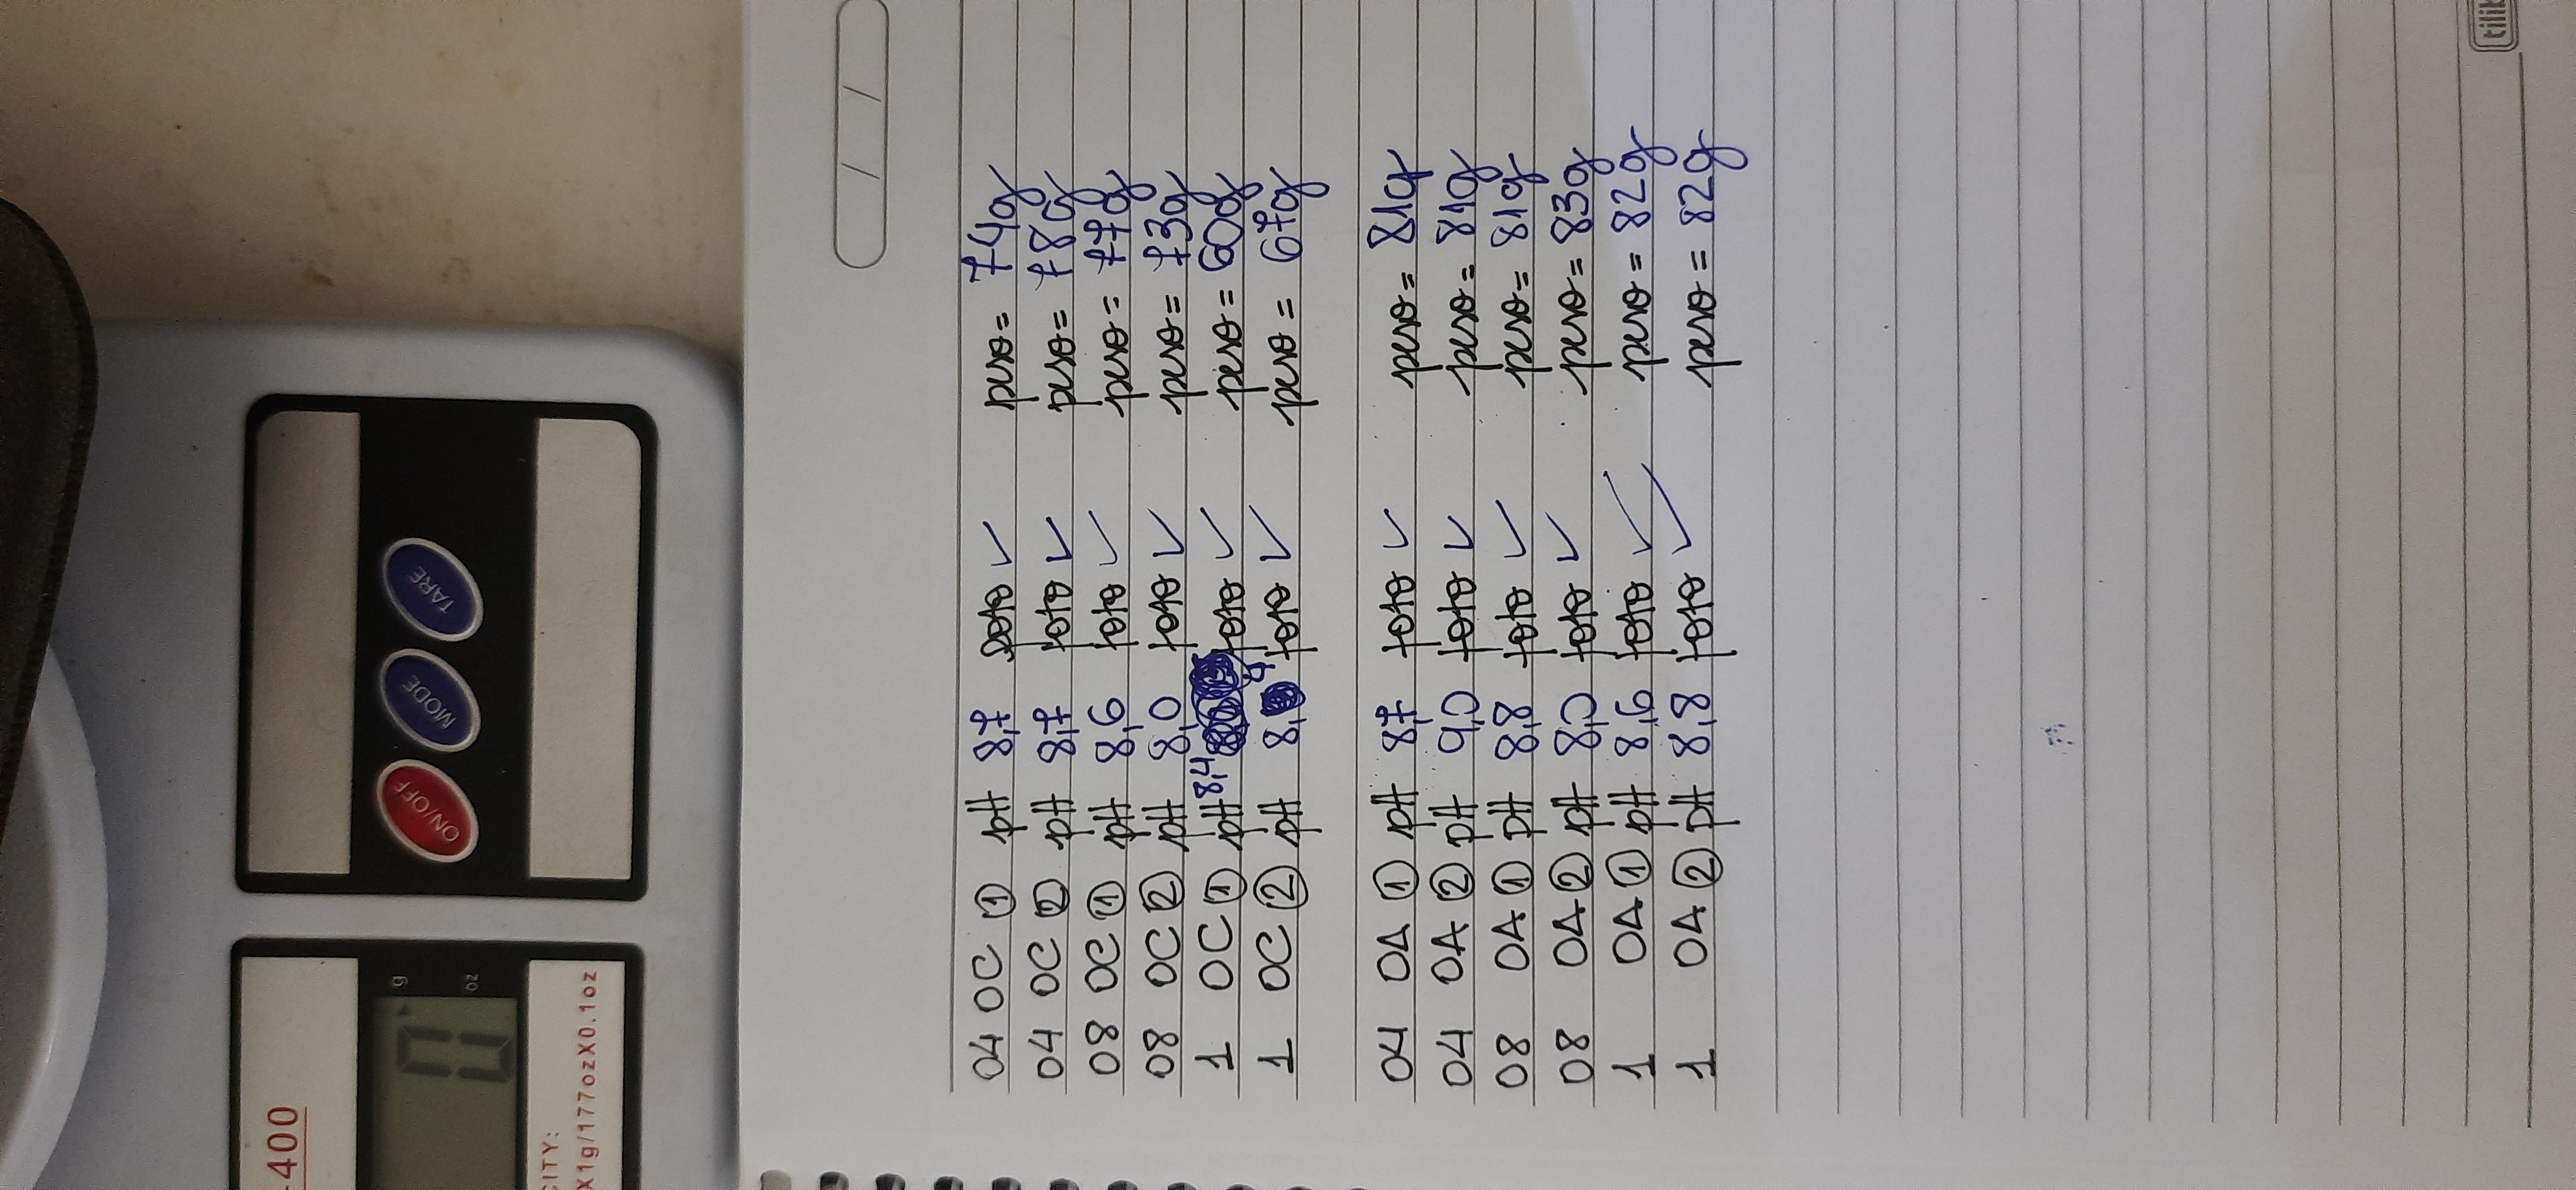 -400
g
0
oz
CITY:
X1g/177ozX0.1oz
ON/OFF MODE TARE
/ /
04 OC ① pH 8,7 foto ✓ peso = 74g
04 OC ② pH 8,7 foto ✓ peso = 78g
08 OC ① pH 8,6 foto ✓ peso = 77g
08 OC ② pH 8,0 foto ✓ peso = 73g
1 OC ① pH 8,4 foto ✓ peso = 60g
1 OC ② pH 8,4 foto ✓ peso = 67g
04 OA ① pH 8,7 foto ✓ peso = 81g
04 OA ② pH 9,0 foto ✓ peso = 81g
08 OA ① pH 8,8 foto ✓ peso = 81g
08 OA ② pH 8,0 foto ✓ peso = 83g
1 OA ① pH 8,6 foto ✓ peso = 82g
1 OA ② pH 8,8 foto ✓ peso = 82g
tilib